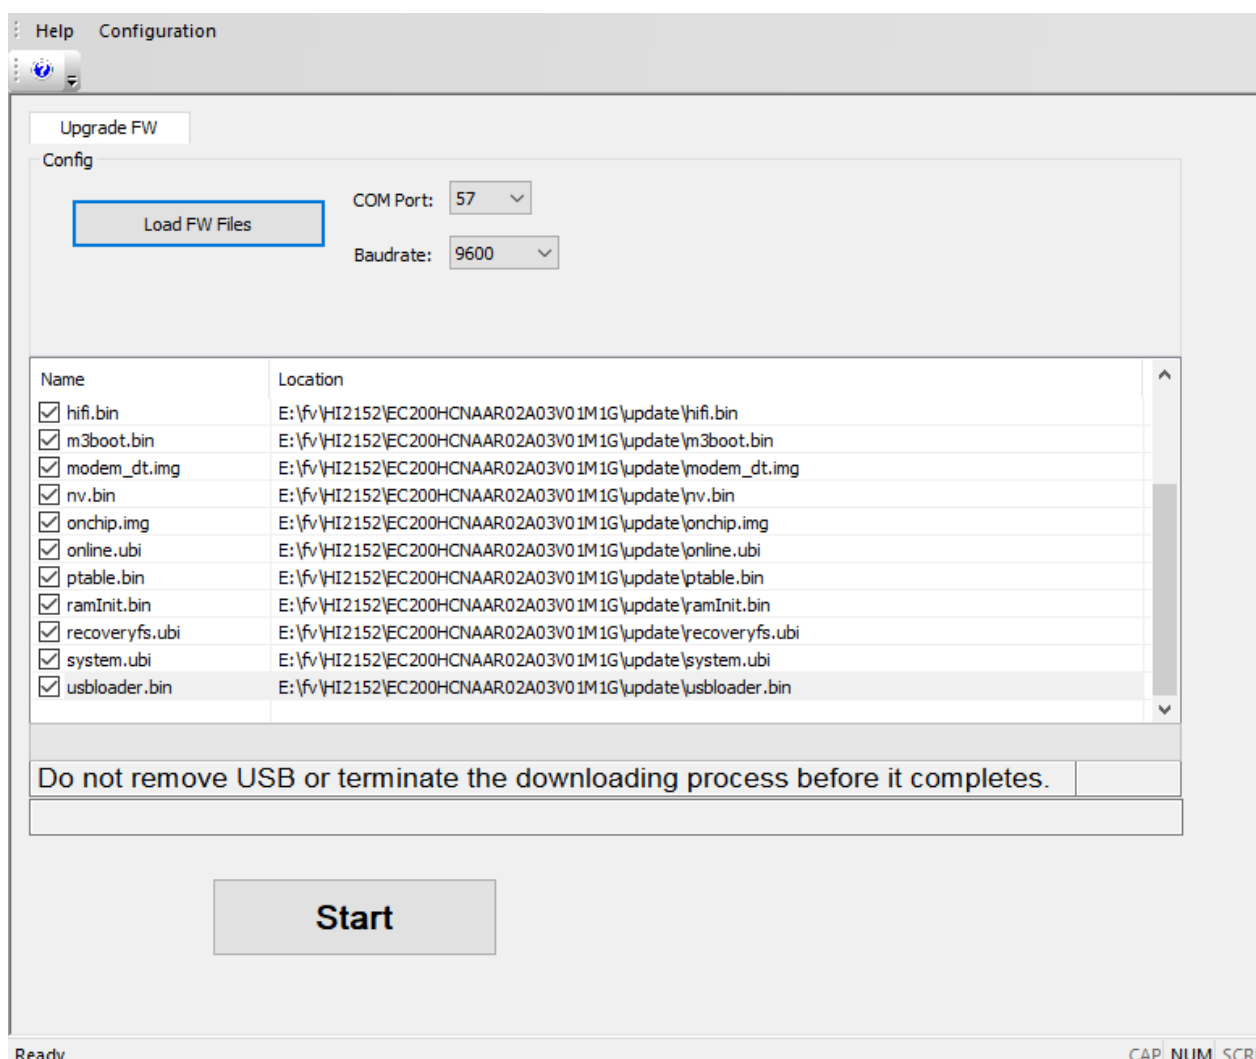 Help Configuration
Upgrade FW
Config
Load FW Files
COM Port: 57
Baudrate: 9600
Name Location
hifi.bin E:\fv\HI2152\EC200HCNAAR02A03V01M1G\update\hifi.bin
m3boot.bin E:\fv\HI2152\EC200HCNAAR02A03V01M1G\update\m3boot.bin
modem_dt.img E:\fv\HI2152\EC200HCNAAR02A03V01M1G\update\modem_dt.img
nv.bin E:\fv\HI2152\EC200HCNAAR02A03V01M1G\update\nv.bin
onchip.img E:\fv\HI2152\EC200HCNAAR02A03V01M1G\update\onchip.img
online.ubi E:\fv\HI2152\EC200HCNAAR02A03V01M1G\update\online.ubi
ptable.bin E:\fv\HI2152\EC200HCNAAR02A03V01M1G\update\ptable.bin
ramInit.bin E:\fv\HI2152\EC200HCNAAR02A03V01M1G\update\ramInit.bin
recoveryfs.ubi E:\fv\HI2152\EC200HCNAAR02A03V01M1G\update\recoveryfs.ubi
system.ubi E:\fv\HI2152\EC200HCNAAR02A03V01M1G\update\system.ubi
usbloader.bin E:\fv\HI2152\EC200HCNAAR02A03V01M1G\update\usbloader.bin
Do not remove USB or terminate the downloading process before it completes.
Start
Ready CAP NUM SCR